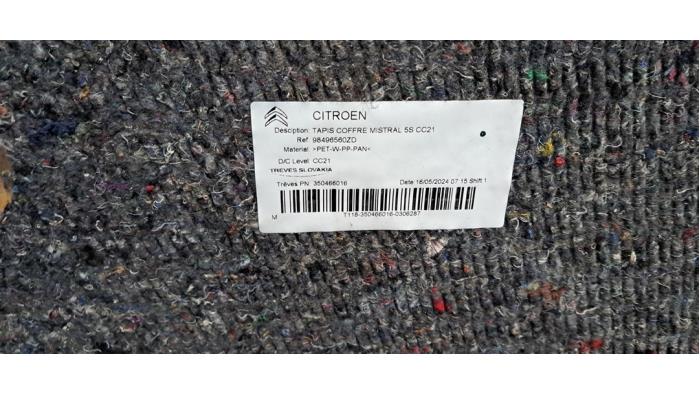 CITROEN
Desciption: TAPIS COFFRE MISTRAL 5S CC21
Ref: 98496560ZD
Material: >PET-W-PP-PAN<
D/C Level: CC21
TREVES SLOVAKIA
Trèves PN: 350466016 Date: 16/05/2024 07:15 Shift 1
M T118-350466016-0306287